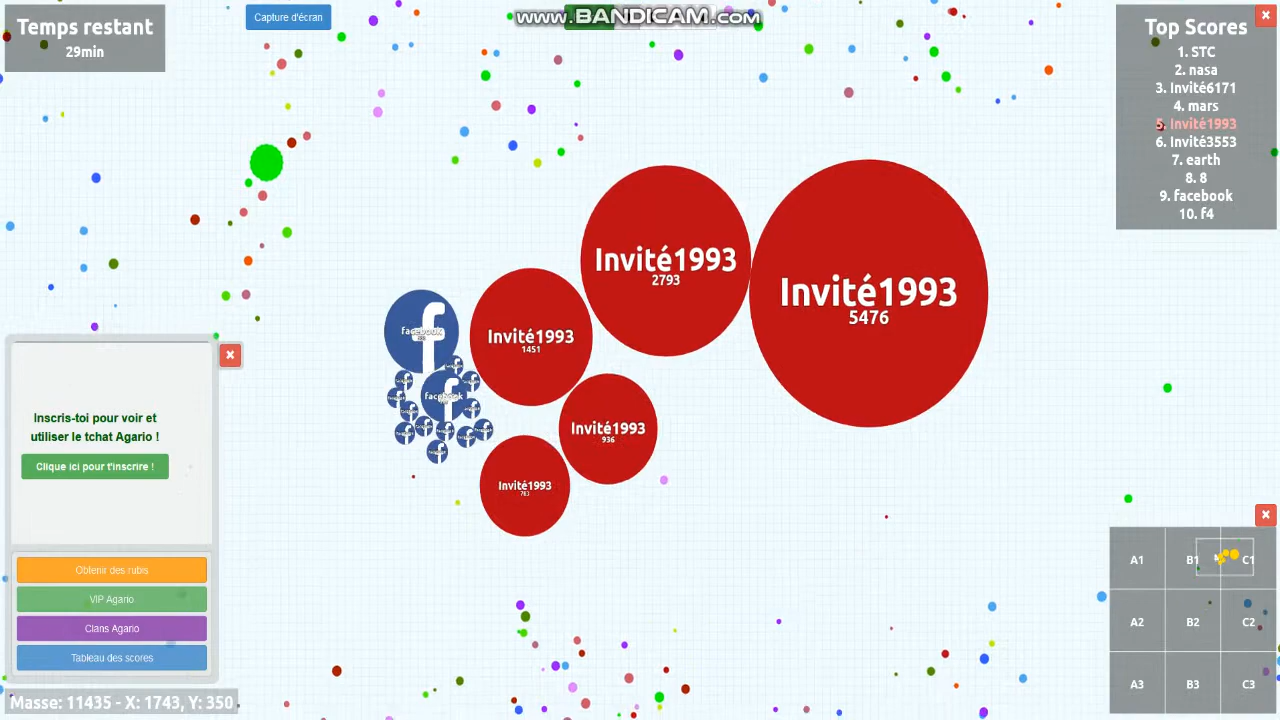 Temps restant
29min
Capture d'écran
www.BANDICAM.com
Top Scores
1. STC
2. nasa
3. Invité6171
4. mars
5. Invité1993
6. Invité3553
7. earth
8. 8
9. facebook
10. f4
Invité1993
2793
Invité1993
5476
facebook
Invité1993
1451
facebook
Invité1993
936
Invité1993
763
Inscris-toi pour voir et
utiliser le tchat Agario !
Clique ici pour t'inscrire !
Obtenir des rubis
VIP Agario
Clans Agario
Tableau des scores
Masse: 11435 - X: 1743, Y: 350
A1 B1 C1
A2 B2 C2
A3 B3 C3